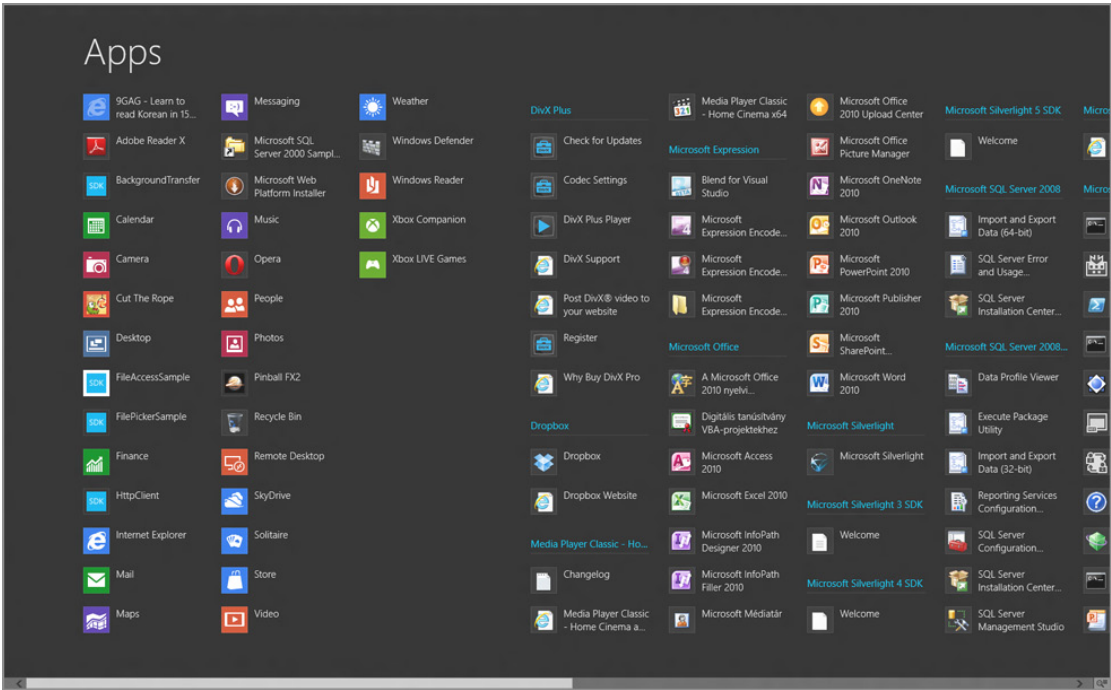 Apps
9GAG - Learn to
read Korean in 15...
Adobe Reader X
SDK
BackgroundTransfer
Calendar
Camera
Cut The Rope
Desktop
SDK
FileAccessSample
SDK
FilePickerSample
Finance
SDK
HttpClient
Internet Explorer
Mail
Maps
Messaging
Microsoft SQL
Server 2000 Sampl...
Microsoft Web
Platform Installer
Music
Opera
People
Photos
Pinball FX2
Recycle Bin
Remote Desktop
SkyDrive
Solitaire
Store
Video
Weather
Windows Defender
Windows Reader
Xbox Companion
Xbox LIVE Games
DivX Plus
Check for Updates
Codec Settings
DivX Plus Player
DivX Support
Post DivX® video to
your website
Register
Why Buy DivX Pro
Dropbox
Dropbox
Dropbox Website
Media Player Classic - Ho...
Changelog
Media Player Classic
- Home Cinema a...
321
Media Player Classic
- Home Cinema x64
Microsoft Expression
Blend for Visual
Studio
Microsoft
Expression Encode...
Microsoft
Expression Encode...
Microsoft
Expression Encode...
Microsoft Office
A Microsoft Office
2010 nyelvi...
Digitális tanúsítvány
VBA-projektekhez
Microsoft Access
2010
Microsoft Excel 2010
Microsoft InfoPath
Designer 2010
Microsoft InfoPath
Filler 2010
Microsoft Médiatár
Microsoft Office
2010 Upload Center
Microsoft Office
Picture Manager
Microsoft OneNote
2010
Microsoft Outlook
2010
Microsoft
PowerPoint 2010
Microsoft Publisher
2010
Microsoft
SharePoint...
Microsoft Word
2010
Microsoft Silverlight
Microsoft Silverlight
Microsoft Silverlight 3 SDK
Welcome
Microsoft Silverlight 4 SDK
Welcome
Microsoft Silverlight 5 SDK
Welcome
Microsoft SQL Server 2008
Import and Export
Data (64-bit)
SQL Server Error
and Usage...
SQL Server
Installation Center...
Microsoft SQL Server 2008...
Data Profile Viewer
Execute Package
Utility
Import and Export
Data (32-bit)
Reporting Services
Configuration...
SQL Server
Configuration...
SQL Server
Installation Center...
SQL Server
Management Studio
Micro
Micro